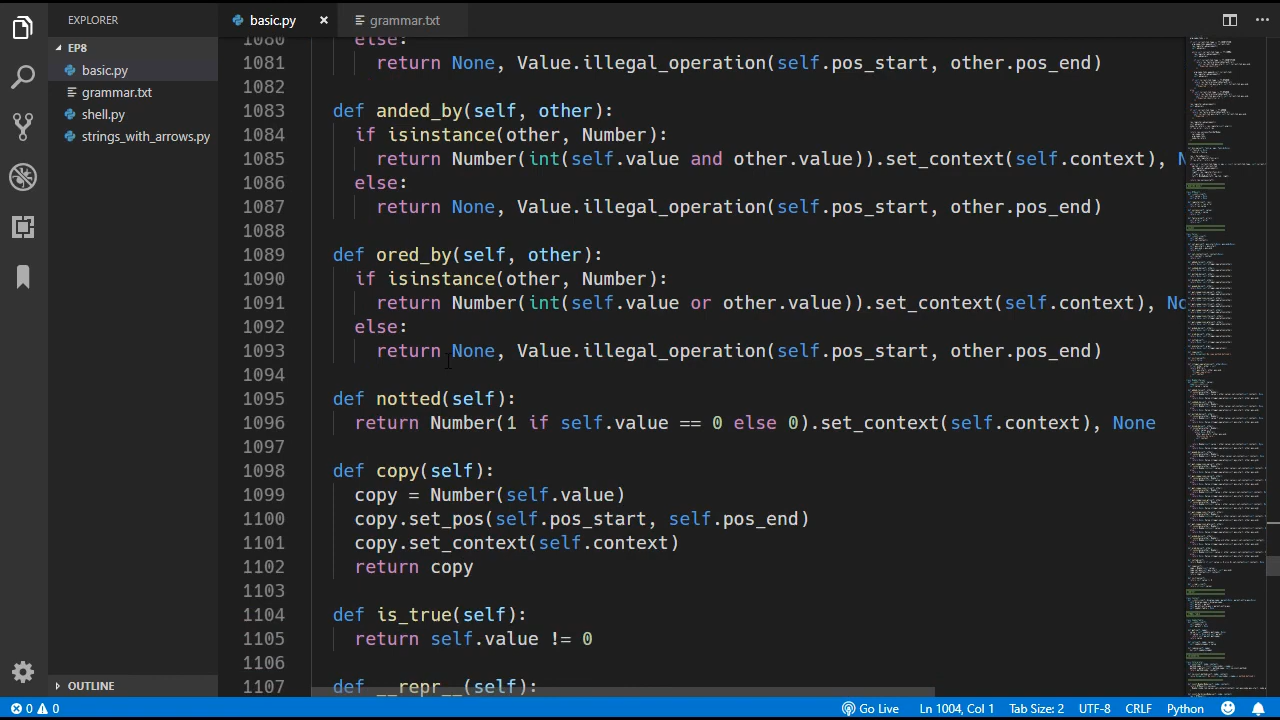 EXPLORER
basic.py ×
grammar.txt
EP8
basic.py
grammar.txt
shell.py
strings_with_arrows.py
1080 else:
1081 return None, Value.illegal_operation(self.pos_start, other.pos_end)
1082
1083 def anded_by(self, other):
1084 if isinstance(other, Number):
1085 return Number(int(self.value and other.value)).set_context(self.context), N
1086 else:
1087 return None, Value.illegal_operation(self.pos_start, other.pos_end)
1088
1089 def ored_by(self, other):
1090 if isinstance(other, Number):
1091 return Number(int(self.value or other.value)).set_context(self.context), No
1092 else:
1093 return None, Value.illegal_operation(self.pos_start, other.pos_end)
1094
1095 def notted(self):
1096 return Number(1 if self.value == 0 else 0).set_context(self.context), None
1097
1098 def copy(self):
1099 copy = Number(self.value)
1100 copy.set_pos(self.pos_start, self.pos_end)
1101 copy.set_context(self.context)
1102 return copy
1103
1104 def is_true(self):
1105 return self.value != 0
1106
1107 def __repr__(self):
OUTLINE
0 0
Go Live
Ln 1004, Col 1
Tab Size: 2
UTF-8
CRLF
Python